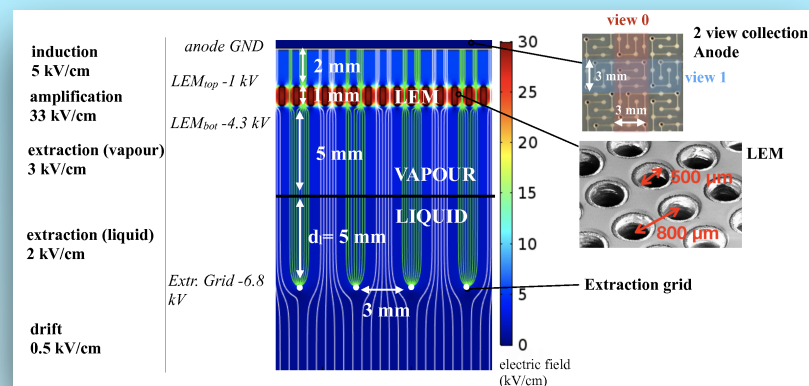 induction
5 kV/cm
amplification
33 kV/cm
extraction (vapour)
3 kV/cm
extraction (liquid)
2 kV/cm
drift
0.5 kV/cm
anode GND
LEMtop -1 kV
LEMbot -4.3 kV
Extr. Grid -6.8
kV
2 mm
1 mm
LEM
5 mm
VAPOUR
LIQUID
dl= 5 mm
3 mm
30
25
20
15
10
5
0
electric field
(kV/cm)
view 0
2 view collection
Anode
view 1
3 mm
3 mm
LEM
500 µm
800 µm
Extraction grid